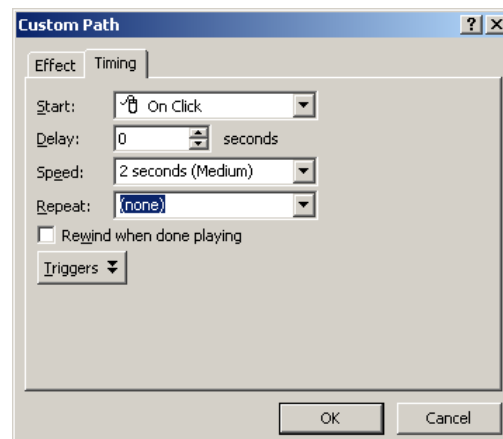 Custom Path
Effect Timing
Start: On Click
Delay: 0 seconds
Speed: 2 seconds (Medium)
Repeat: (none)
Rewind when done playing
Triggers
OK Cancel